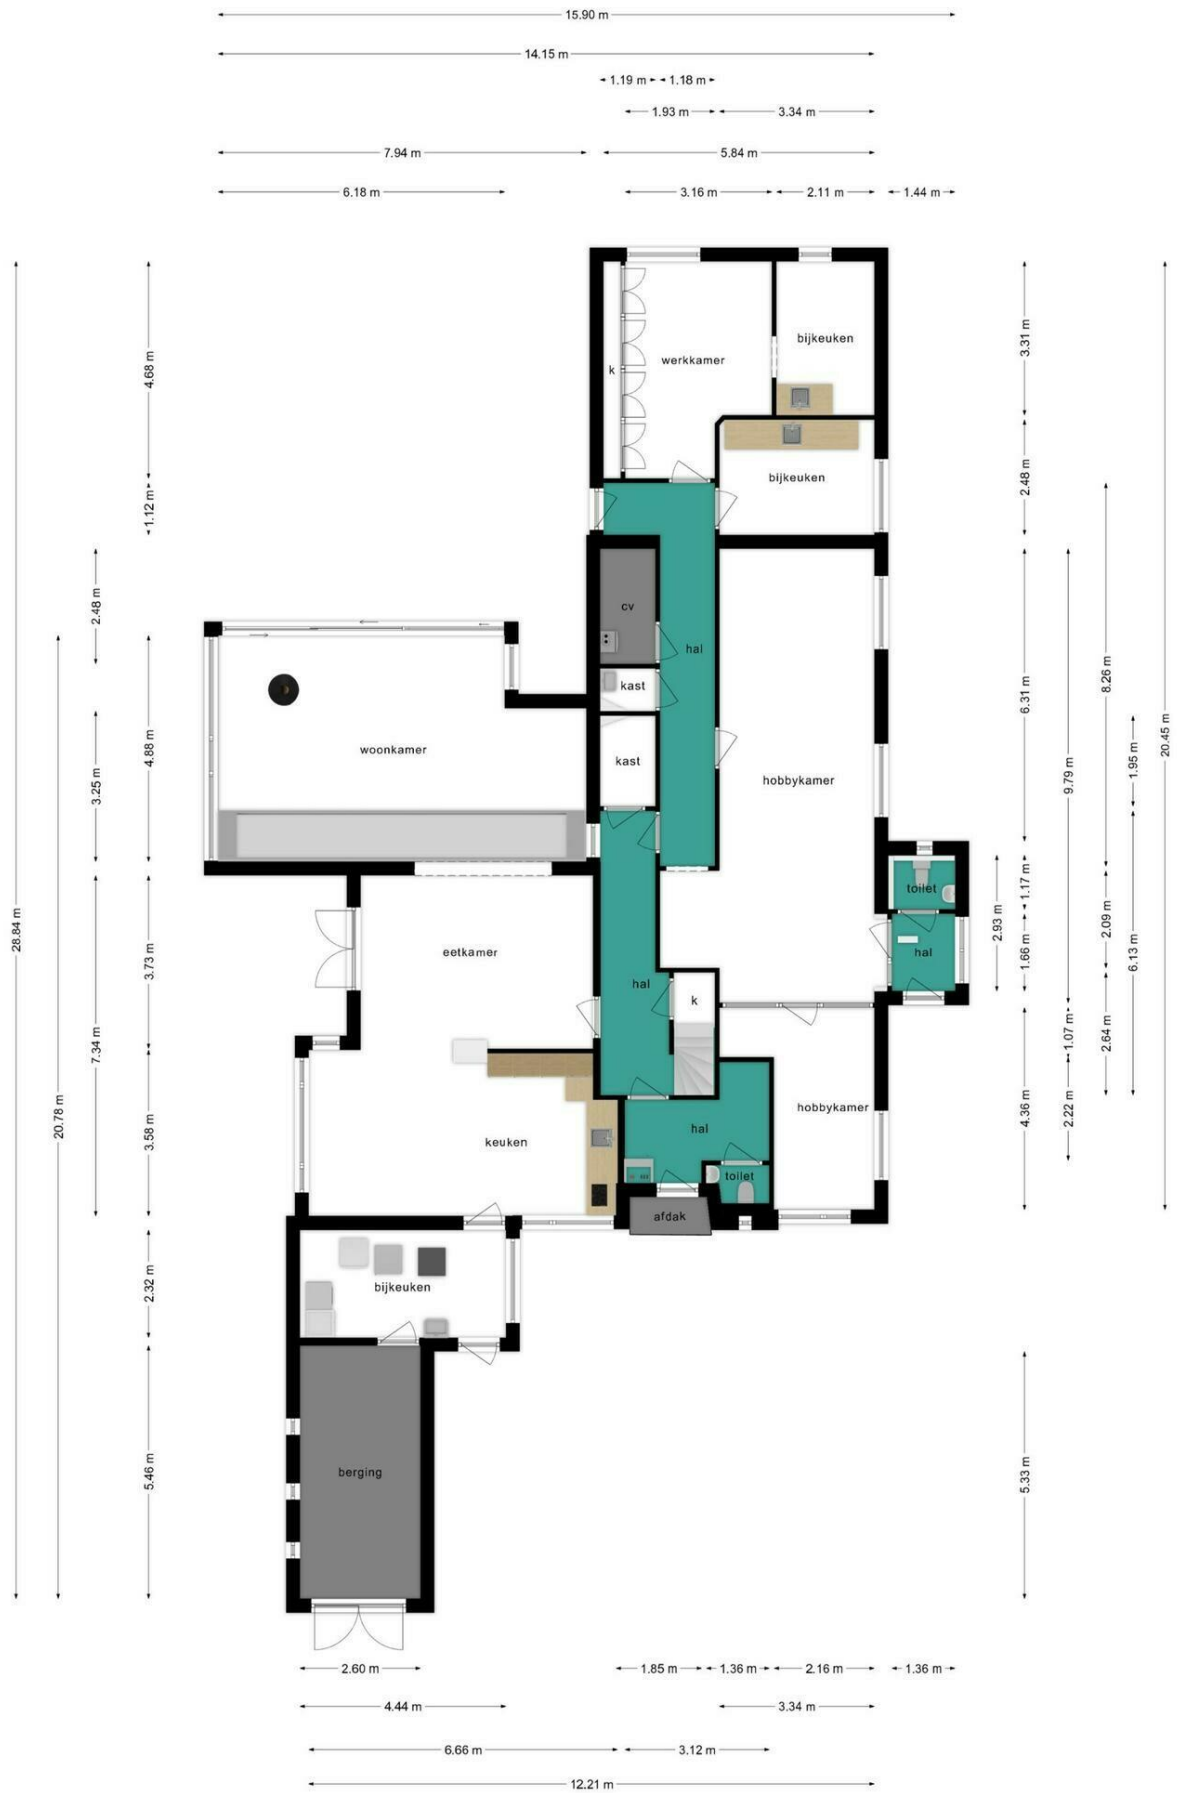 15.90 m
14.15 m
1.19 m
1.18 m
1.93 m
3.34 m
7.94 m
5.84 m
6.18 m
3.16 m
2.11 m
1.44 m
bijkeuken
3.31 m
werkkamer
4.68 m
k
bijkeuken
2.48 m
1.12 m
2.48 m
cv
hal
8.26 m
kast
6.31 m
20.45 m
woonkamer
4.88 m
3.25 m
kast
hobbykamer
9.79 m
1.95 m
toilet
1.17 m
28.84 m
2.93 m
2.09 m
eetkamer
3.73 m
hal
1.66 m
6.13 m
hal
k
7.34 m
1.07 m
2.64 m
20.78 m
3.58 m
hobbykamer
4.36 m
2.22 m
keuken
hal
toilet
afdak
bijkeuken
2.32 m
berging
5.46 m
5.33 m
2.60 m
1.85 m
1.36 m
2.16 m
1.36 m
4.44 m
3.34 m
6.66 m
3.12 m
12.21 m